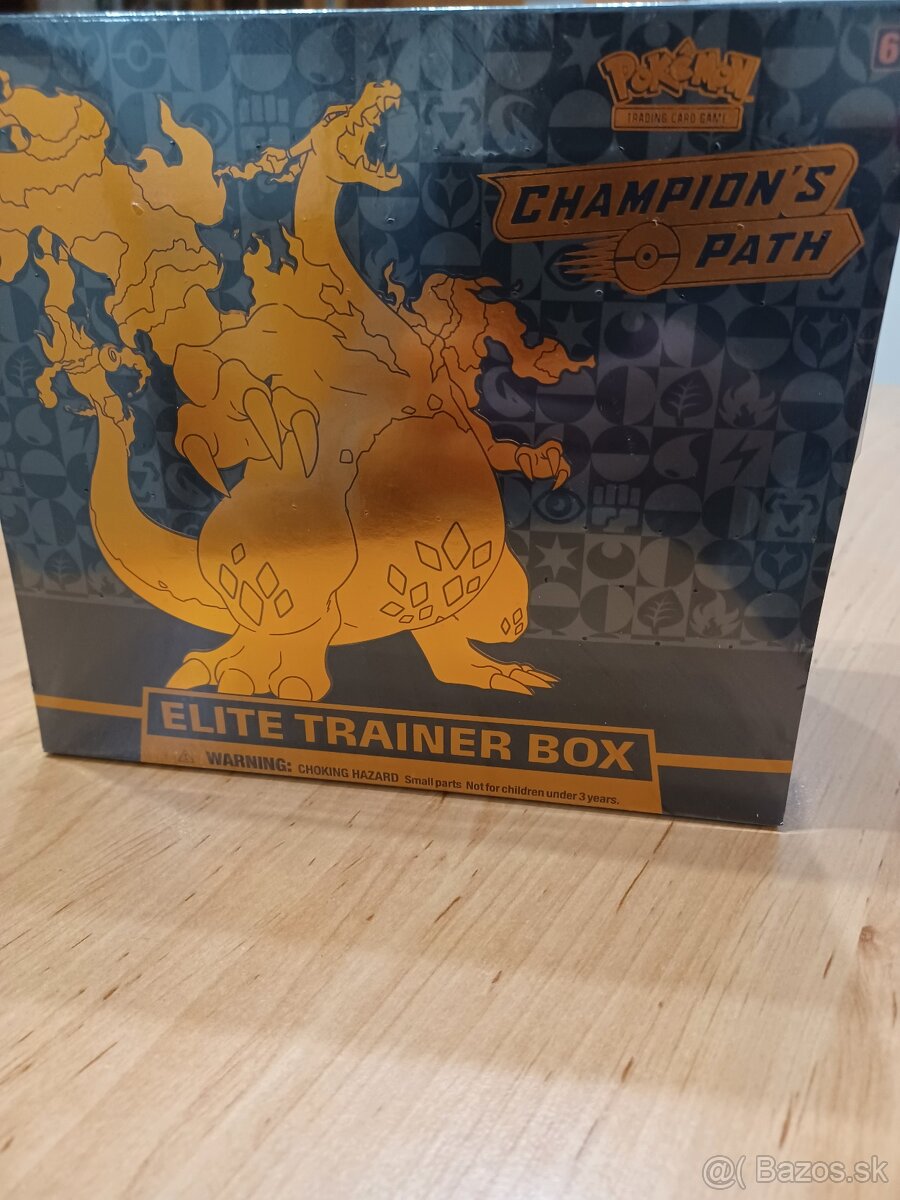 6
POKÉMON
TRADING CARD GAME
CHAMPION'S
PATH
ELITE TRAINER BOX
WARNING: CHOKING HAZARD Small parts Not for children under 3 years.
@( Bazos.sk